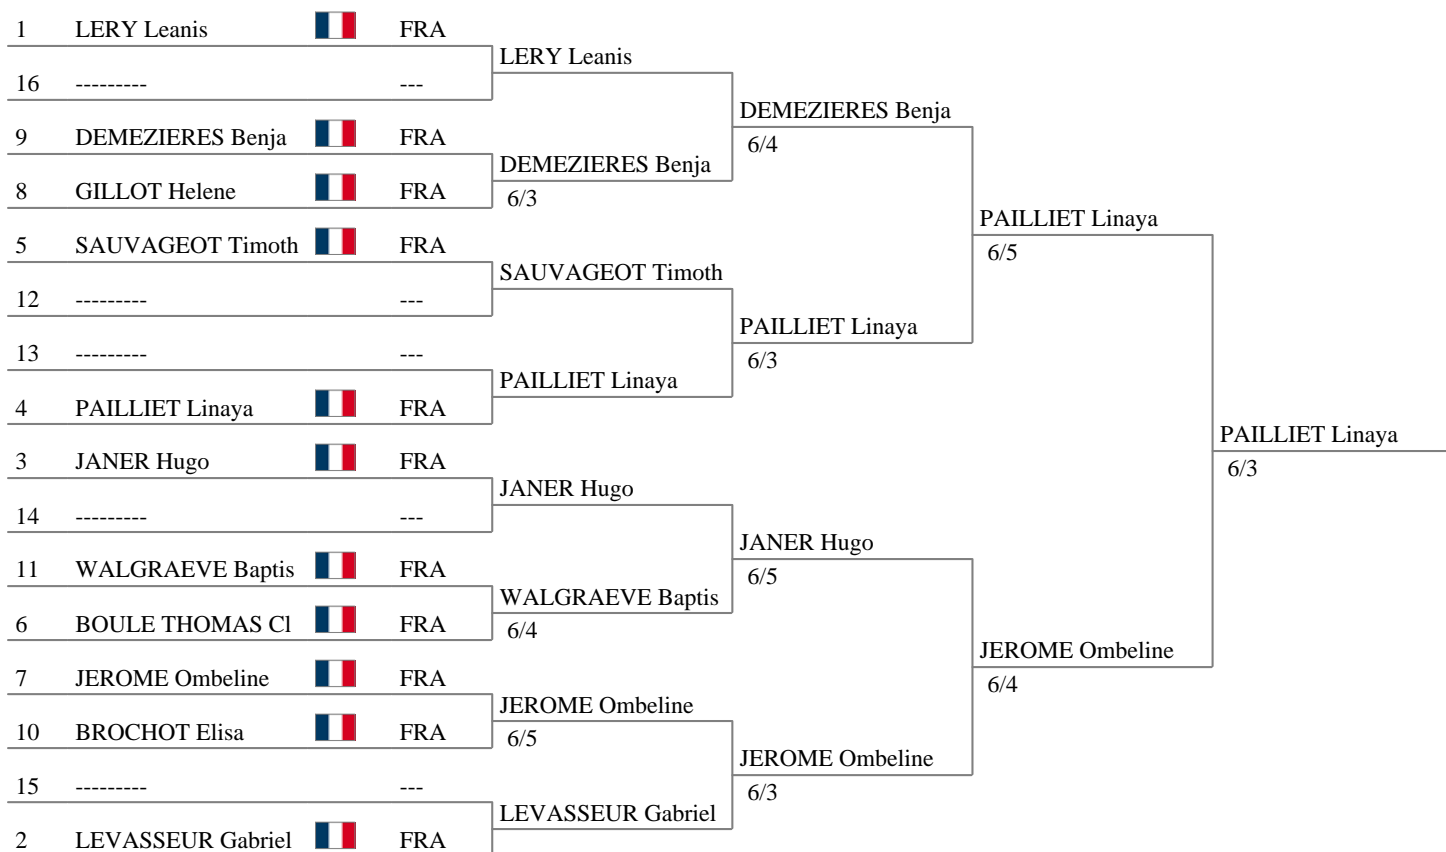 1 LERY Leanis FRA
LERY Leanis
16 --------- ---
DEMEZIERES Benja
6/4
9 DEMEZIERES Benja FRA
DEMEZIERES Benja
6/3
8 GILLOT Helene FRA
PAILLIET Linaya
6/5
5 SAUVAGEOT Timoth FRA
SAUVAGEOT Timoth
12 --------- ---
PAILLIET Linaya
6/3
13 --------- ---
PAILLIET Linaya
4 PAILLIET Linaya FRA
PAILLIET Linaya
6/3
3 JANER Hugo FRA
JANER Hugo
14 --------- ---
JANER Hugo
6/5
11 WALGRAEVE Baptis FRA
WALGRAEVE Baptis
6/4
6 BOULE THOMAS Cl FRA
JEROME Ombeline
6/4
7 JEROME Ombeline FRA
JEROME Ombeline
6/5
10 BROCHOT Elisa FRA
JEROME Ombeline
6/3
15 --------- ---
LEVASSEUR Gabriel
2 LEVASSEUR Gabriel FRA